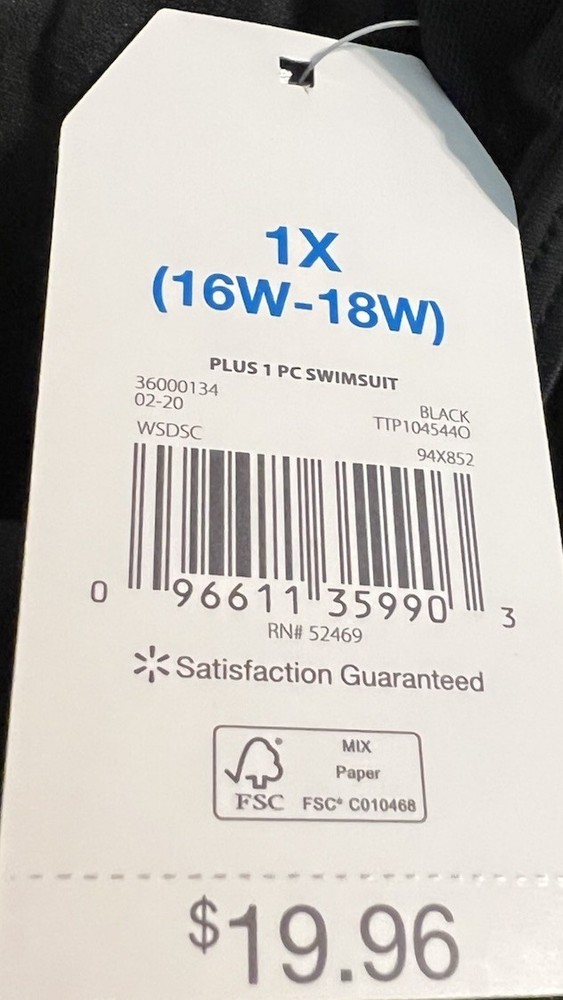 1X
(16W-18W)
PLUS 1 PC SWIMSUIT
36000134
02-20
BLACK
TTP104544O
WSDSC
94X852
0 96611 35990 3
RN# 52469
Satisfaction Guaranteed
MIX
Paper
FSC FSC® C010468
$19.96